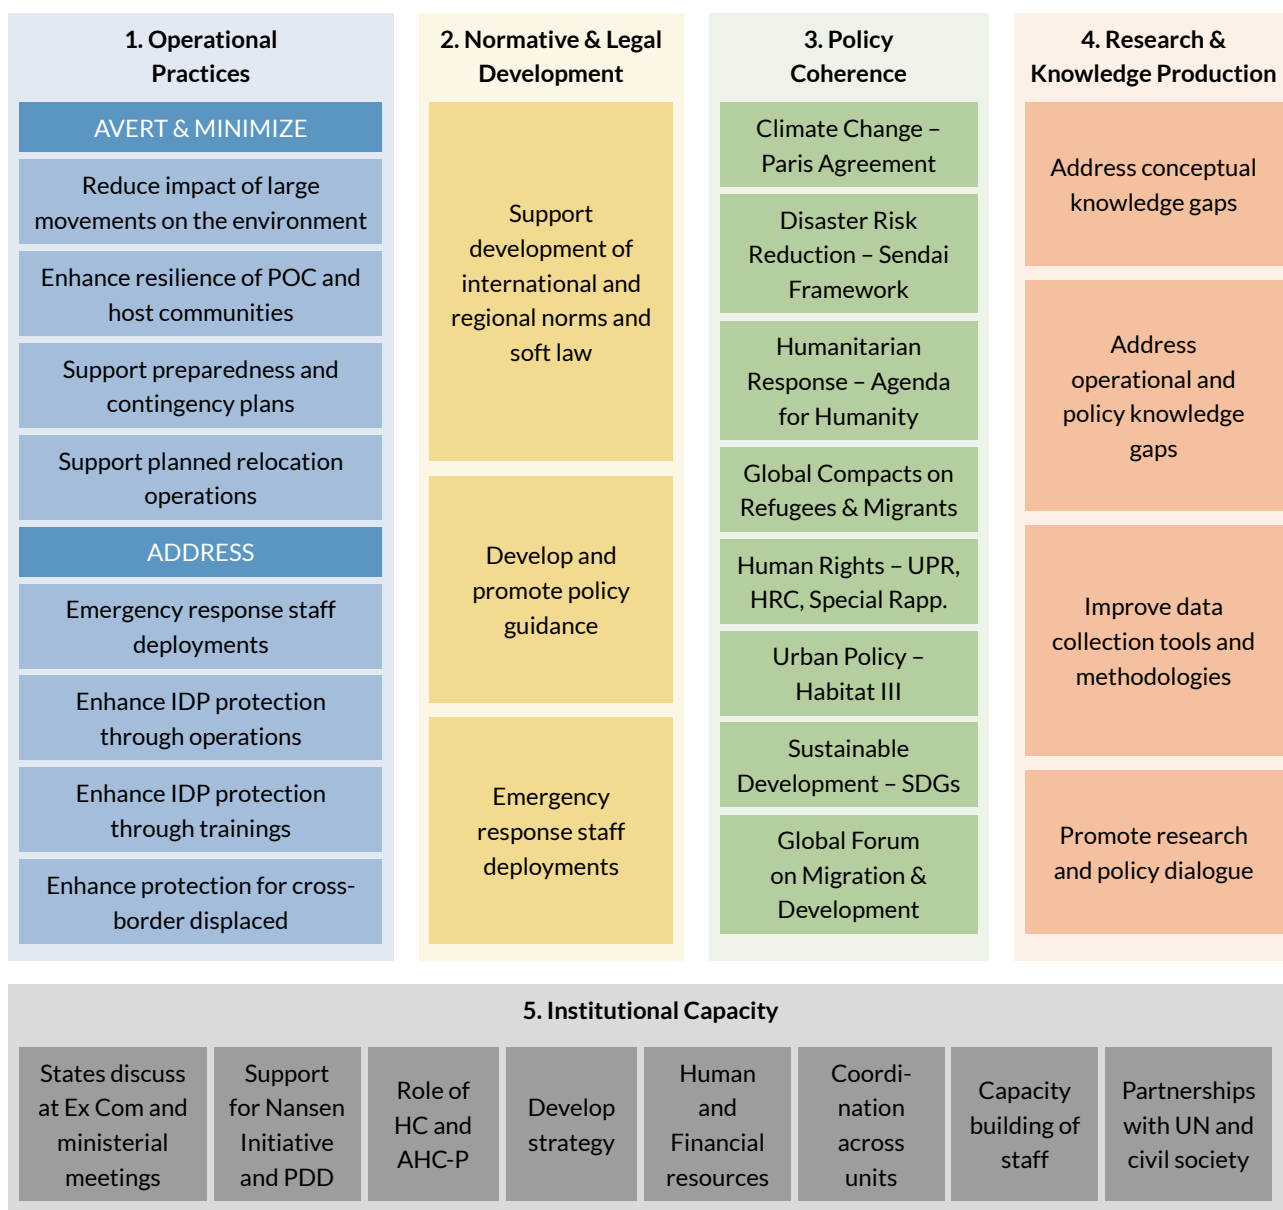 1. Operational
Practices
AVERT & MINIMIZE
Reduce impact of large
movements on the environment
Enhance resilience of POC and
host communities
Support preparedness and
contingency plans
Support planned relocation
operations
ADDRESS
Emergency response staff
deployments
Enhance IDP protection
through operations
Enhance IDP protection
through trainings
Enhance protection for cross-
border displaced
2. Normative & Legal
Development
Support
development of
international and
regional norms and
soft law
Develop and
promote policy
guidance
Emergency
response staff
deployments
3. Policy
Coherence
Climate Change –
Paris Agreement
Disaster Risk
Reduction – Sendai
Framework
Humanitarian
Response – Agenda
for Humanity
Global Compacts on
Refugees & Migrants
Human Rights – UPR,
HRC, Special Rapp.
Urban Policy –
Habitat III
Sustainable
Development – SDGs
Global Forum
on Migration &
Development
4. Research &
Knowledge Production
Address conceptual
knowledge gaps
Address
operational and
policy knowledge
gaps
Improve data
collection tools and
methodologies
Promote research
and policy dialogue
5. Institutional Capacity
States discuss
at Ex Com and
ministerial
meetings
Support
for Nansen
Initiative
and PDD
Role of
HC and
AHC-P
Develop
strategy
Human
and
Financial
resources
Coordi-
nation
across
units
Capacity
building of
staff
Partnerships
with UN and
civil society